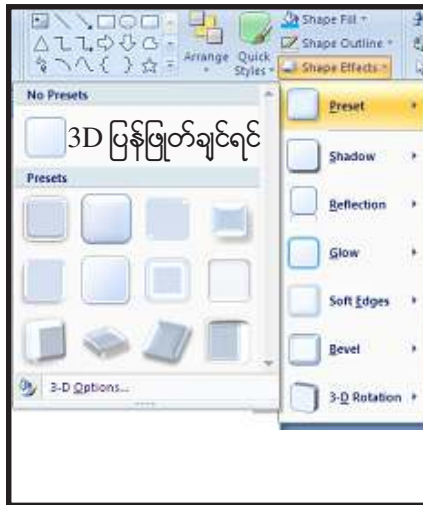 Shape Fill
Shape Outline
Shape Effects
Arrange
Quick
Styles
No Presets
3D ပြန်ဖြုတ်ချင်ရင်
Presets
3-D Options...
Preset
Shadow
Reflection
Glow
Soft Edges
Bevel
3-D Rotation